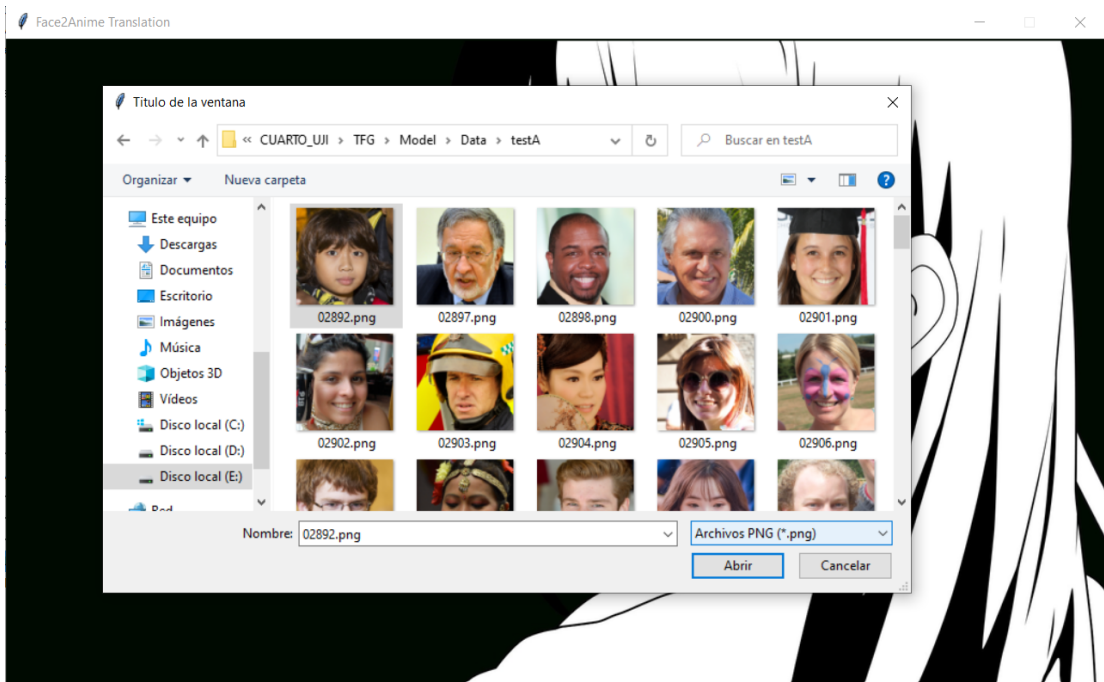 Face2Anime Translation
Titulo de la ventana
« CUARTO_UJI › TFG › Model › Data › testA
Buscar en testA
Organizar
Nueva carpeta
Este equipo
Descargas
Documentos
Escritorio
Imágenes
Música
Objetos 3D
Vídeos
Disco local (C:)
Disco local (D:)
Disco local (E:)
Red
02892.png
02897.png
02898.png
02900.png
02901.png
02902.png
02903.png
02904.png
02905.png
02906.png
Nombre:
02892.png
Archivos PNG (*.png)
Abrir
Cancelar